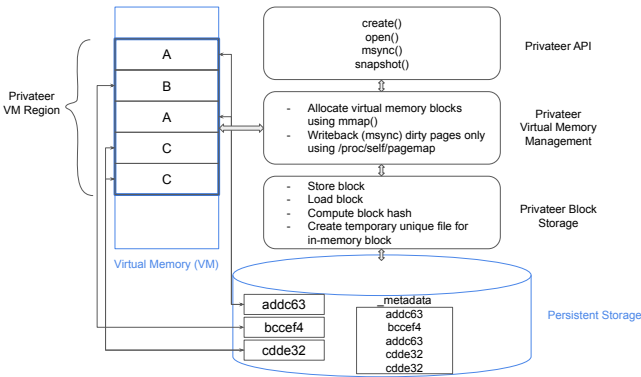 create()
open()
msync()
snapshot()
Privateer API
A
B
A
C
C
Privateer
VM Region
- Allocate virtual memory blocks
using mmap()
- Writeback (msync) dirty pages only
using /proc/self/pagemap
Privateer
Virtual Memory
Management
- Store block
- Load block
- Compute block hash
- Create temporary unique file for
in-memory block
Privateer Block
Storage
Virtual Memory (VM)
addc63
bccef4
cdde32
_metadata
addc63
bccef4
addc63
cdde32
cdde32
Persistent Storage